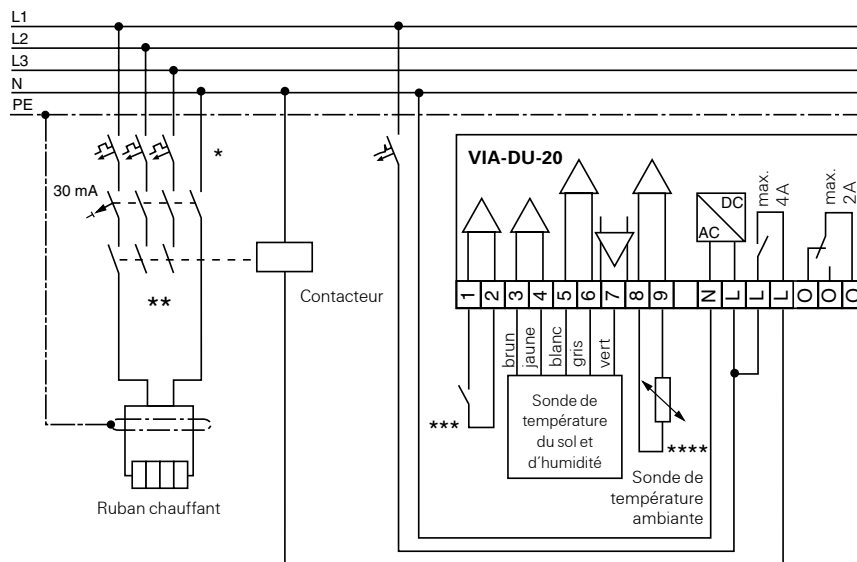 L1
L2
L3
N
PE
*
30 mA
**
Contacteur
Ruban chauffant
VIA-DU-20
DC
AC
max.
4A
max.
2A
1
2
3
4
5
6
7
8
9
N
L
L
L
O
O
O
brun
jaune
blanc
gris
vert
***
Sonde de
température
du sol et
d'humidité
****
Sonde de
température
ambiante